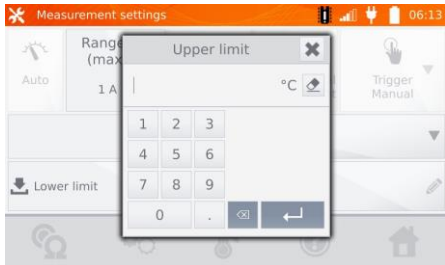 Measurement settings 06:13
Auto
Range
(max
1 A
Upper limit
°C
1 2 3
4 5 6
7 8 9
0 .
Trigger
Manual
Lower limit